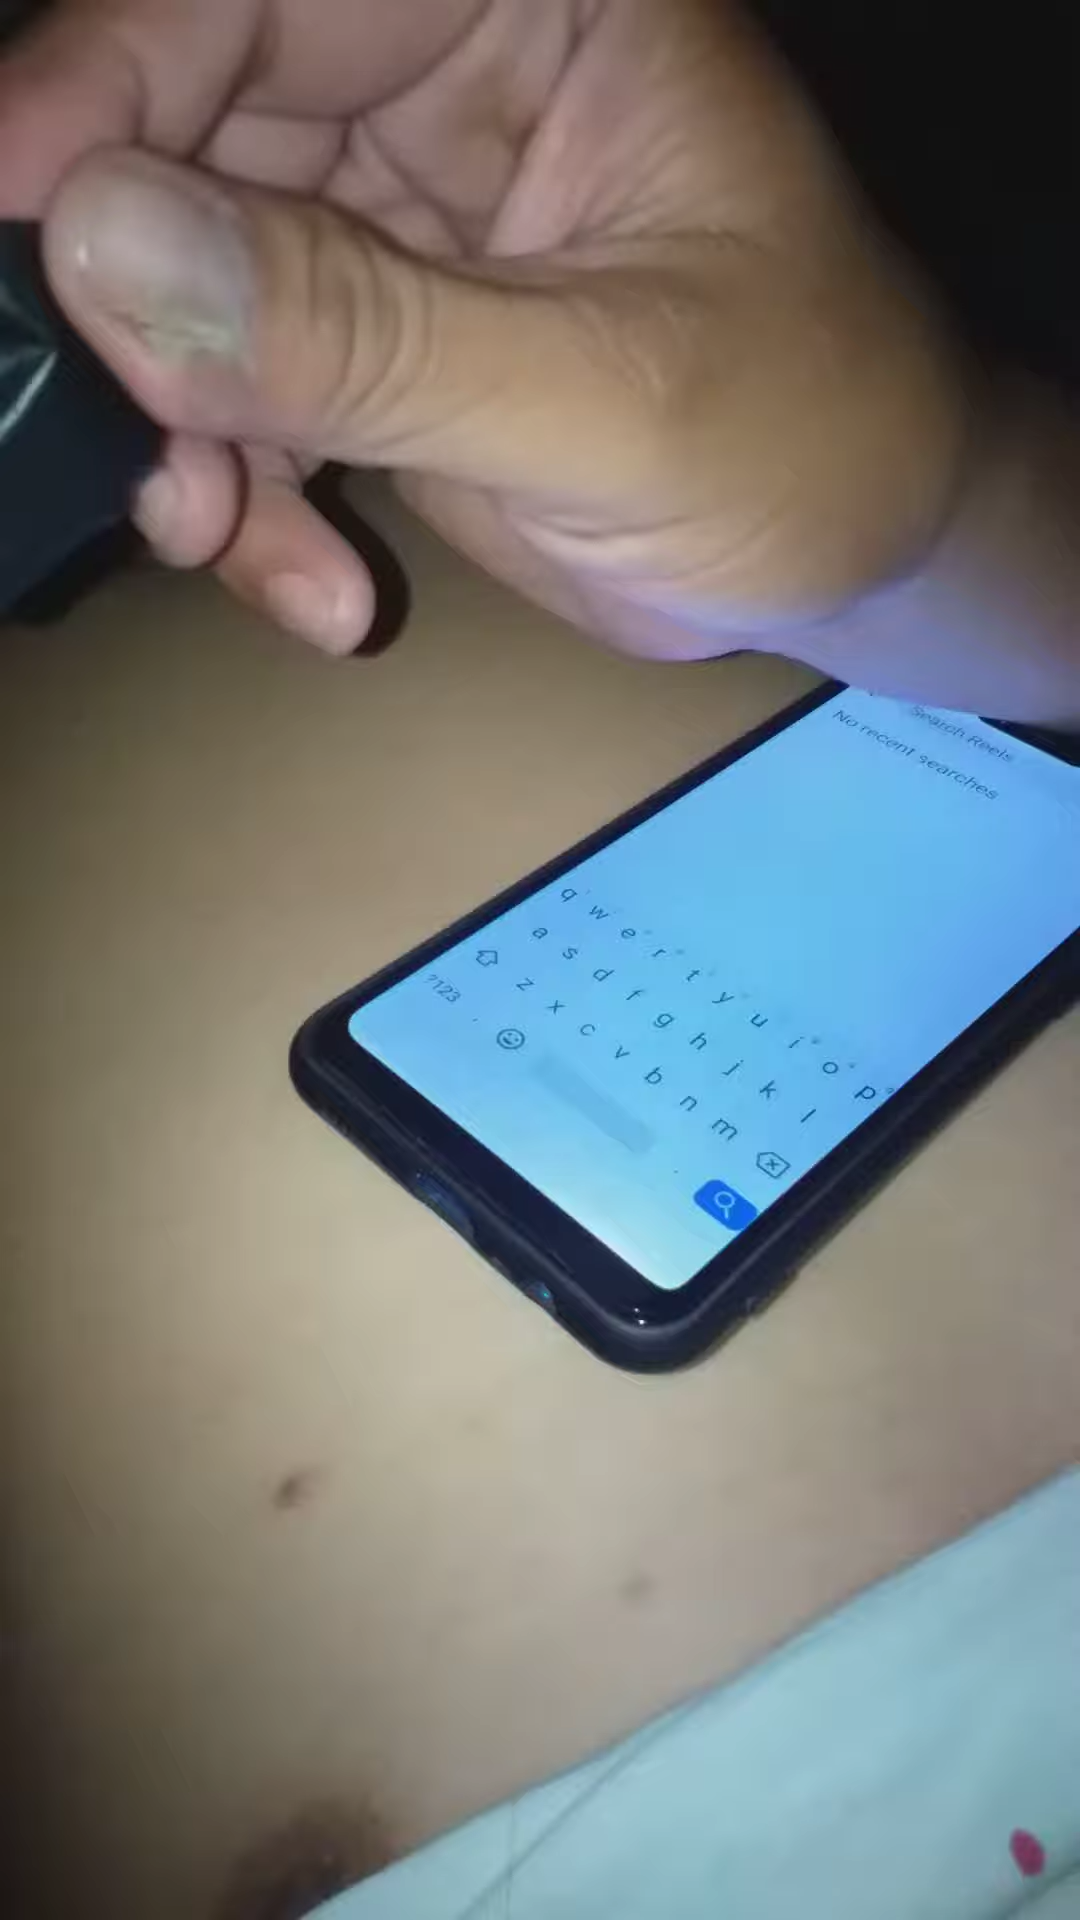 Search Reels
No recent searches
q w e r t y u i o p
a s d f g h j k l
z x c v b n m
?123